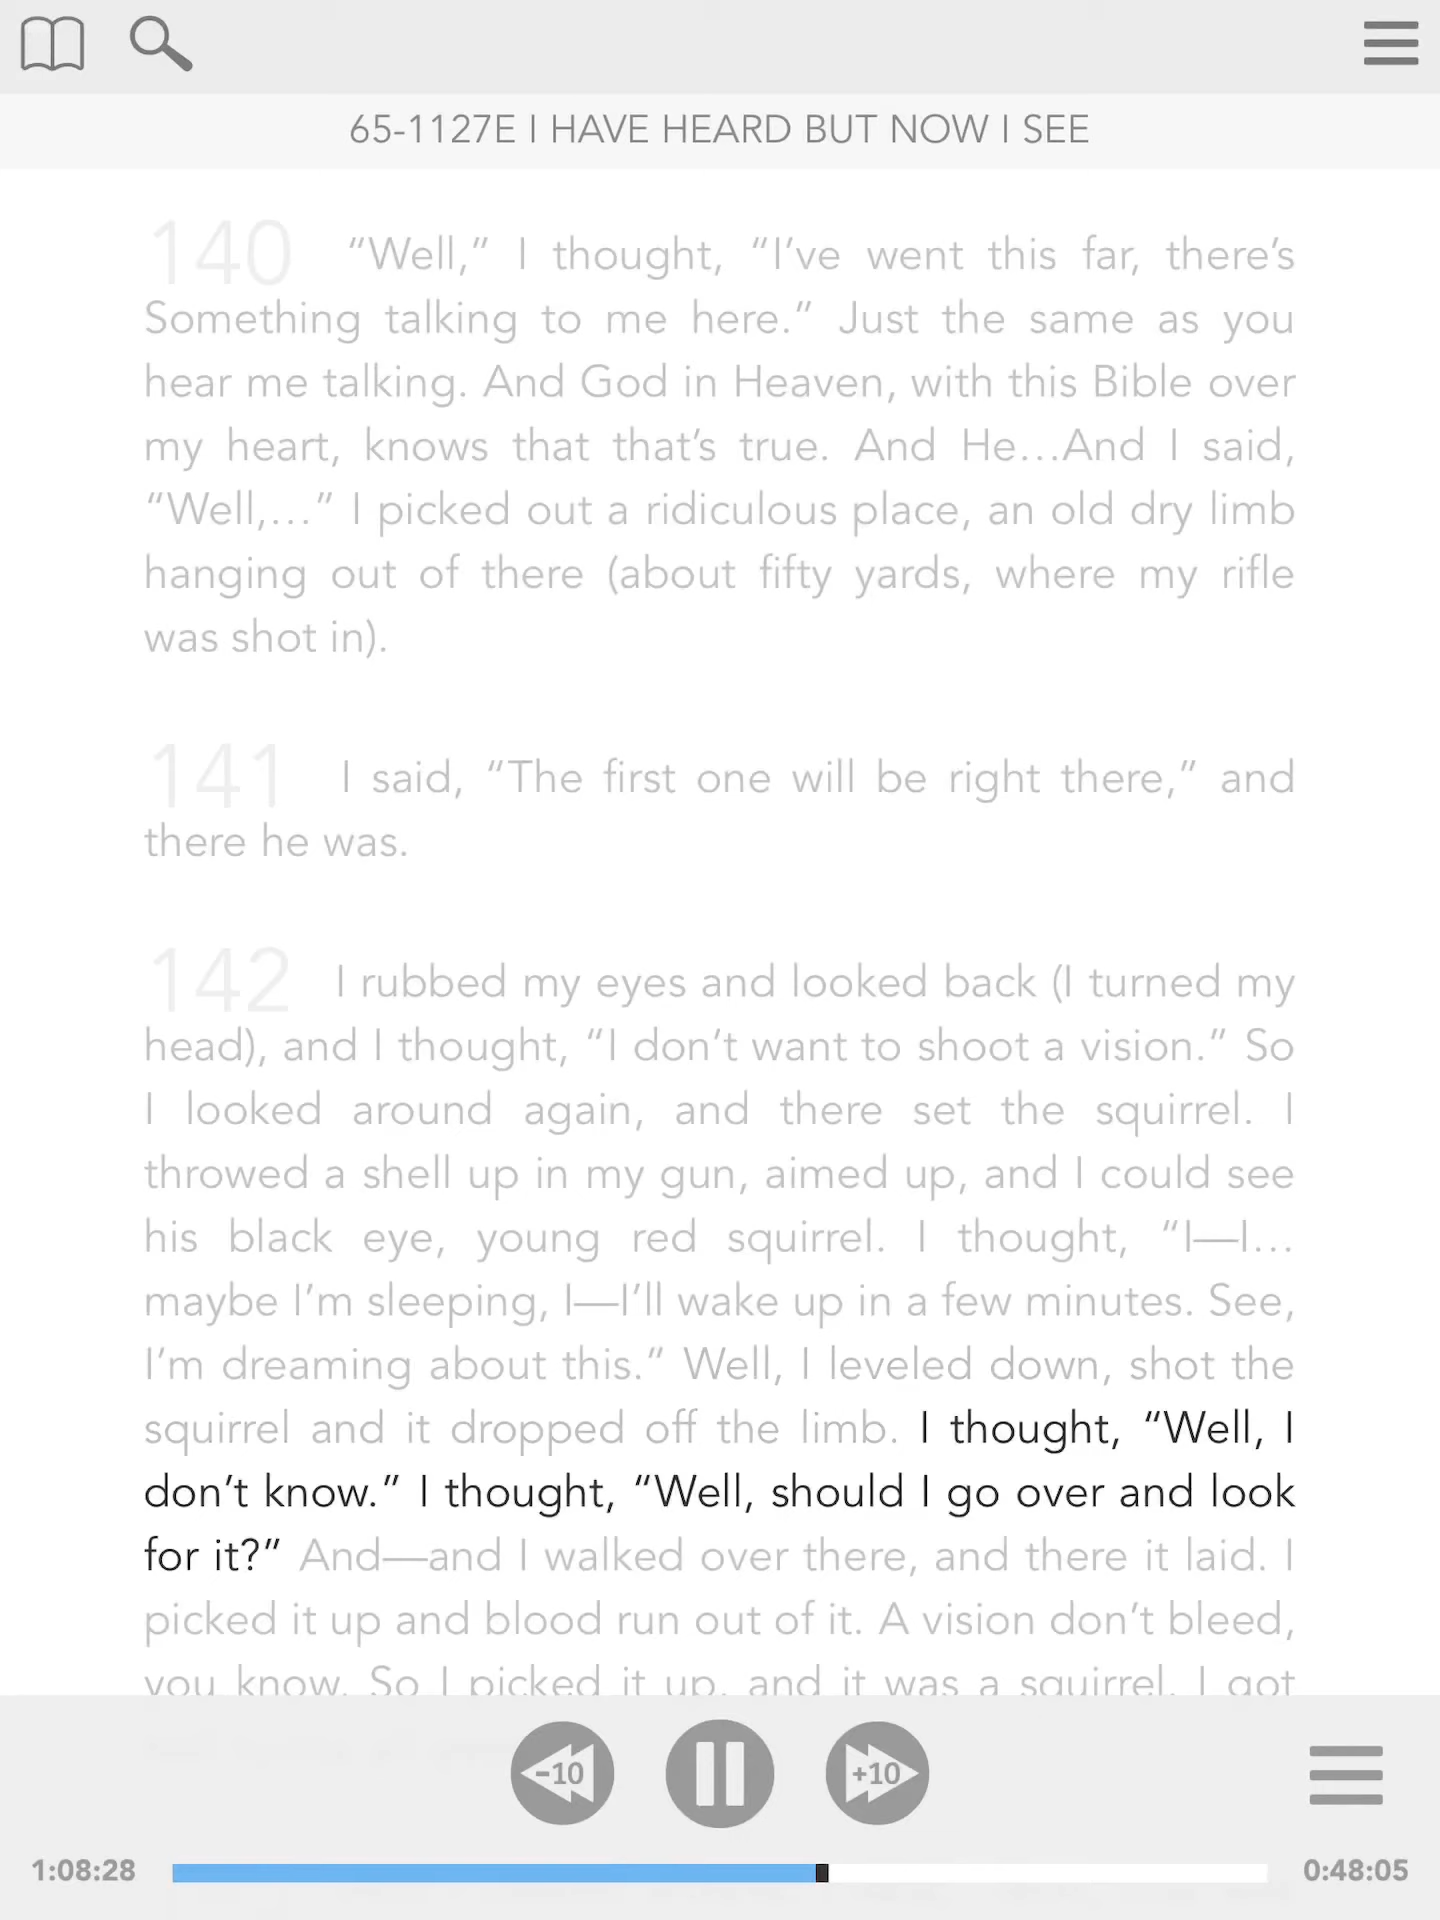 65-1127E I HAVE HEARD BUT NOW I SEE
140 “Well,” I thought, “I’ve went this far, there’s
Something talking to me here.” Just the same as you
hear me talking. And God in Heaven, with this Bible over
my heart, knows that that’s true. And He…And I said,
“Well,…” I picked out a ridiculous place, an old dry limb
hanging out of there (about fifty yards, where my rifle
was shot in).
141 I said, “The first one will be right there,” and
there he was.
142 I rubbed my eyes and looked back (I turned my
head), and I thought, “I don’t want to shoot a vision.” So
I looked around again, and there set the squirrel. I
throwed a shell up in my gun, aimed up, and I could see
his black eye, young red squirrel. I thought, “I—I…
maybe I’m sleeping, I—I’ll wake up in a few minutes. See,
I’m dreaming about this.” Well, I leveled down, shot the
squirrel and it dropped off the limb. I thought, “Well, I
don’t know.” I thought, “Well, should I go over and look
for it?” And—and I walked over there, and there it laid. I
picked it up and blood run out of it. A vision don’t bleed,
you know. So I picked it up, and it was a squirrel. I got
-10 +10
1:08:28 0:48:05